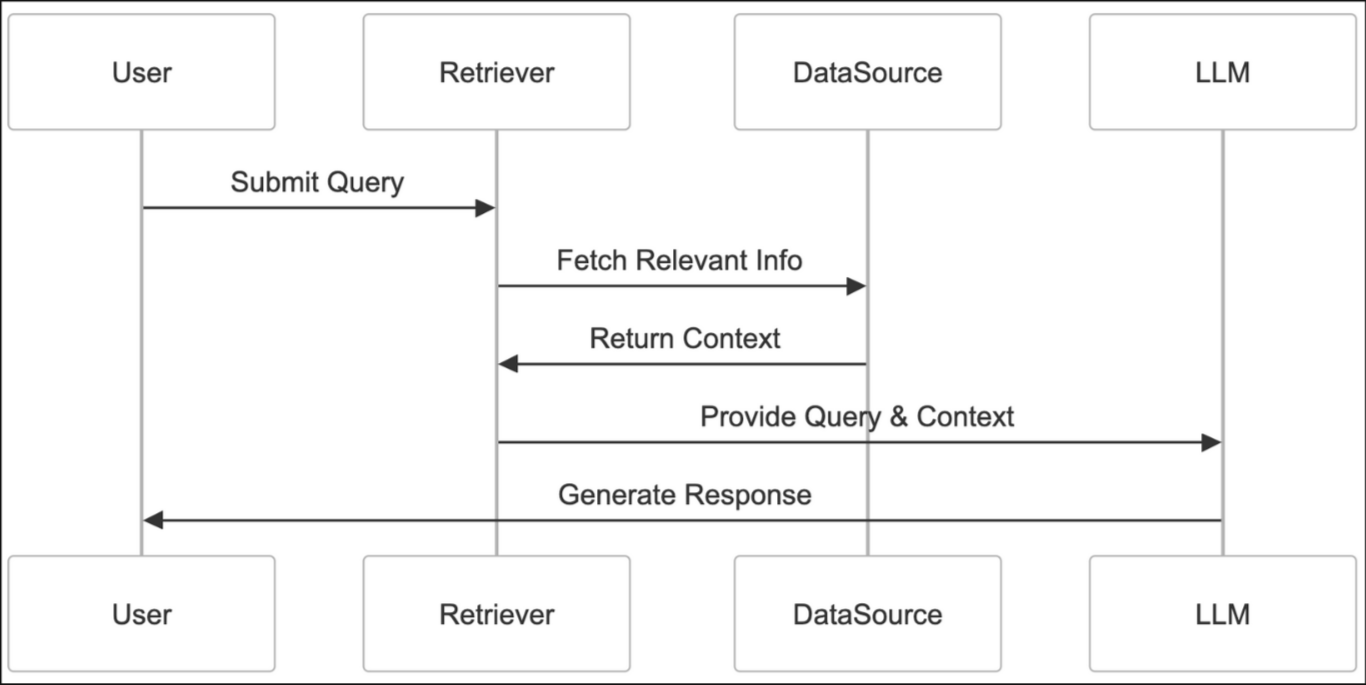 User
Retriever
DataSource
LLM
Submit Query
Fetch Relevant Info
Return Context
Provide Query & Context
Generate Response
User
Retriever
DataSource
LLM